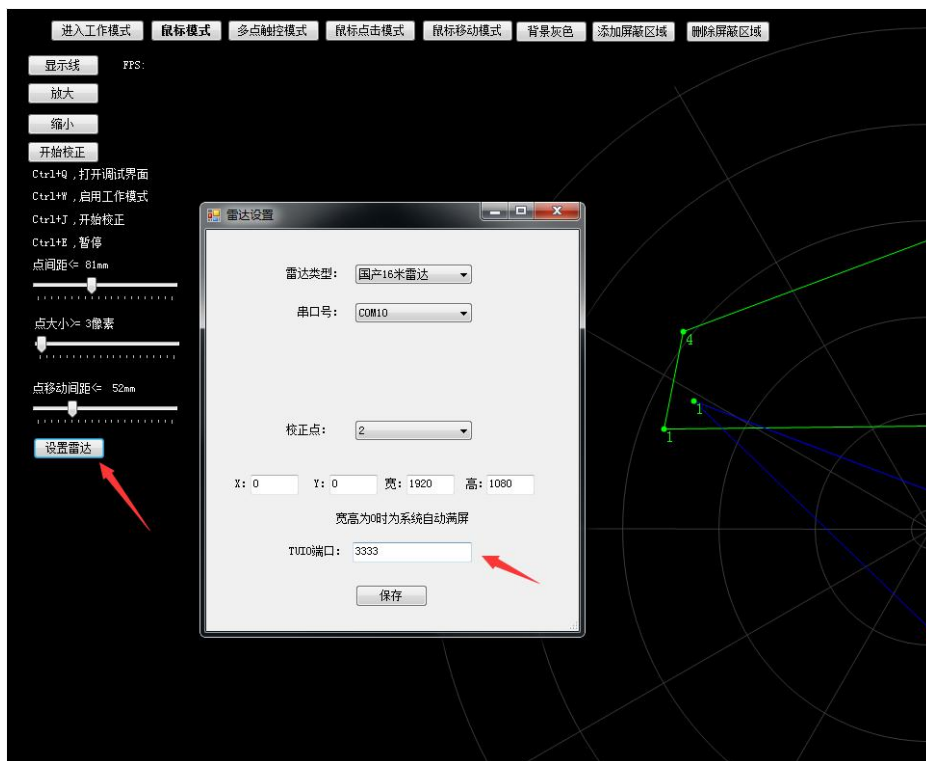 进入工作模式 鼠标模式 多点触控模式 鼠标点击模式 鼠标移动模式 背景灰色 添加屏蔽区域 删除屏蔽区域
显示线 FPS:
放大
缩小
开始校正
Ctrl+Q ,打开调试界面
Ctrl+W ,启用工作模式
Ctrl+J ,开始校正
Ctrl+E ,暂停
点间距<= 81mm
点大小>= 3像素
点移动间距<= 52mm
设置雷达
雷达设置
雷达类型: 国产16米雷达
串口号: COM10
校正点: 2
X: 0 Y: 0 宽: 1920 高: 1080
宽高为0时为系统自动满屏
TUIO端口: 3333
保存
4
1
1